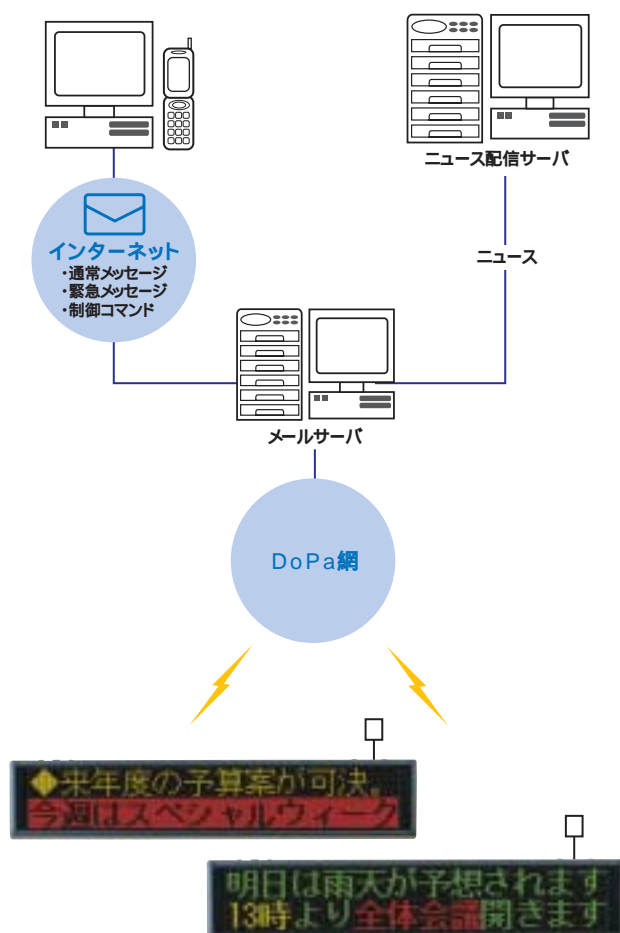 ニュース配信サーバ
インターネット
・通常メッセージ
・緊急メッセージ
・制御コマンド
ニュース
メールサーバ
DoPa網
◆来年度の予算案が可決。
今週はスペシャルウィーク
明日は雨天が予想されます
13時より全体会議開きます